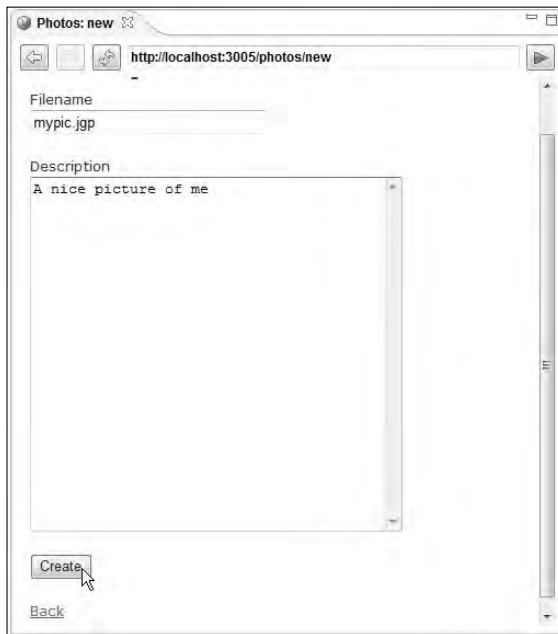 Photos: new
http://localhost:3005/photos/new
Filename
mypic.jgp
Description
A nice picture of me
Create
Back